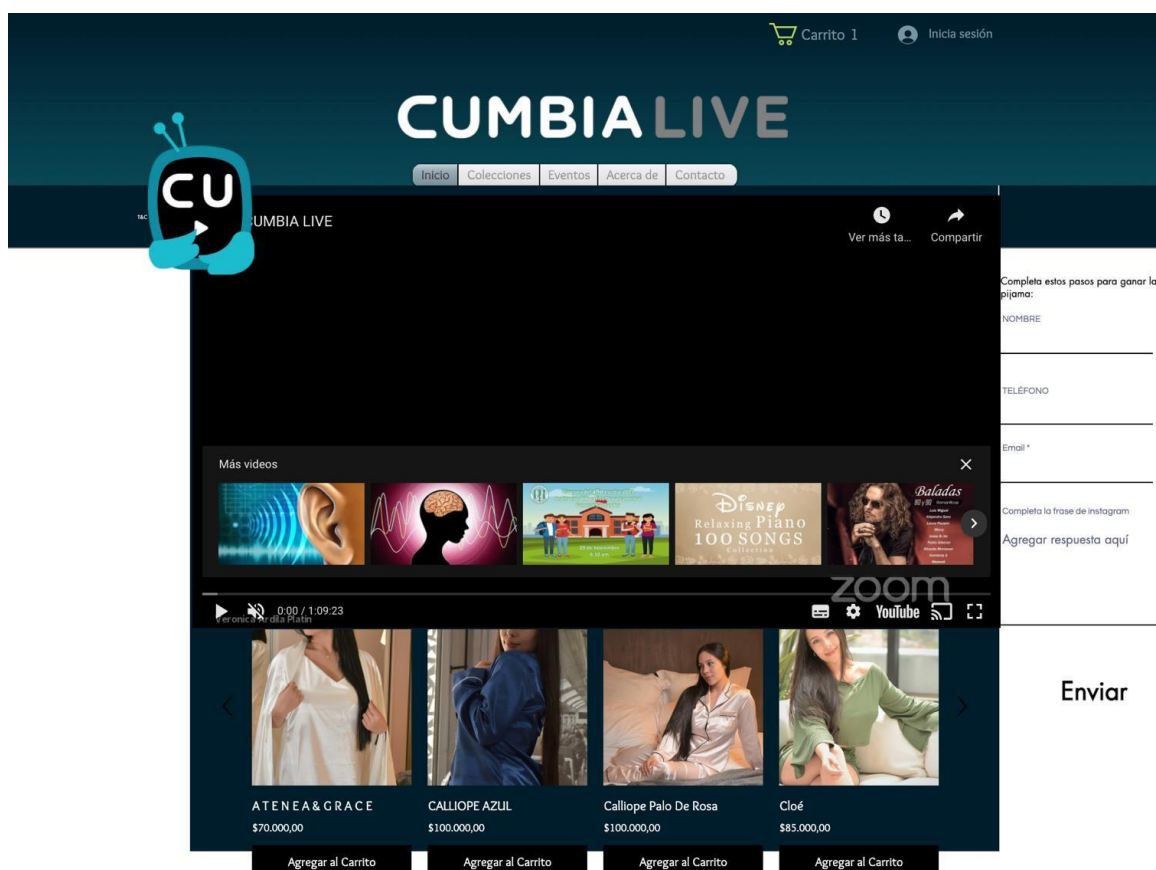 Carrito 1
Inicia sesión
CUMBIA LIVE
Inicio
Colecciones
Eventos
Acerca de
Contacto
CU
T&C
CUMBIA LIVE
Ver más ta...
Compartir
Completa estos pasos para ganar la
pijama:
NOMBRE
TELÉFONO
Email *
Completa la frase de instagram
Agregar respuesta aquí
Enviar
Más videos
DISNEY
Relaxing Piano
100 SONGS
Collection
Baladas
zoom
0:00 / 1:09:23
YouTube
Veronica Ardila Platin
ATENEA & GRACE
$70.000,00
Agregar al Carrito
CALLIOPE AZUL
$100.000,00
Agregar al Carrito
Calliope Palo De Rosa
$100.000,00
Agregar al Carrito
Cloé
$85.000,00
Agregar al Carrito